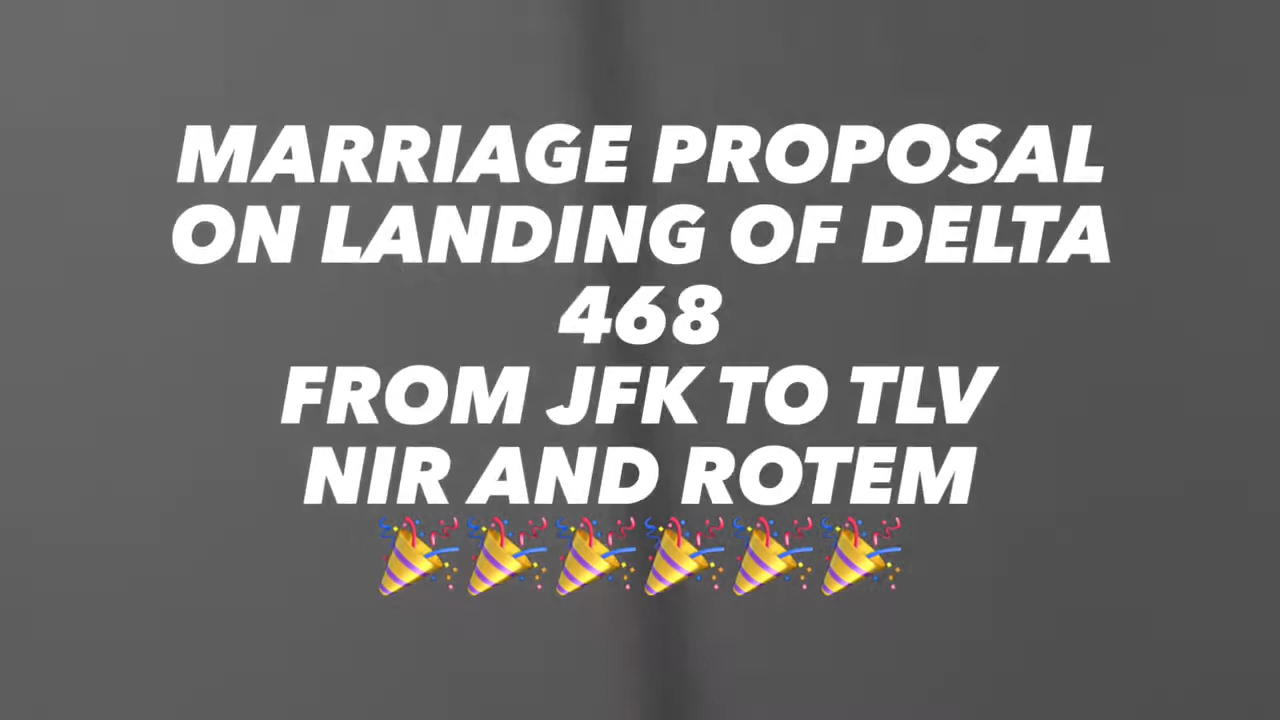 MARRIAGE PROPOSAL
ON LANDING OF DELTA
468
FROM JFK TO TLV
NIR AND ROTEM
🎉🎉🎉🎉🎉🎉